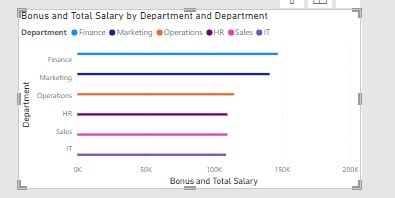 Bonus and Total Salary by Department and Department
Department Finance Marketing Operations HR Sales IT
Finance
Marketing
Operations
HR
Sales
IT
Department
0K 50K 100K 150K 200K
Bonus and Total Salary